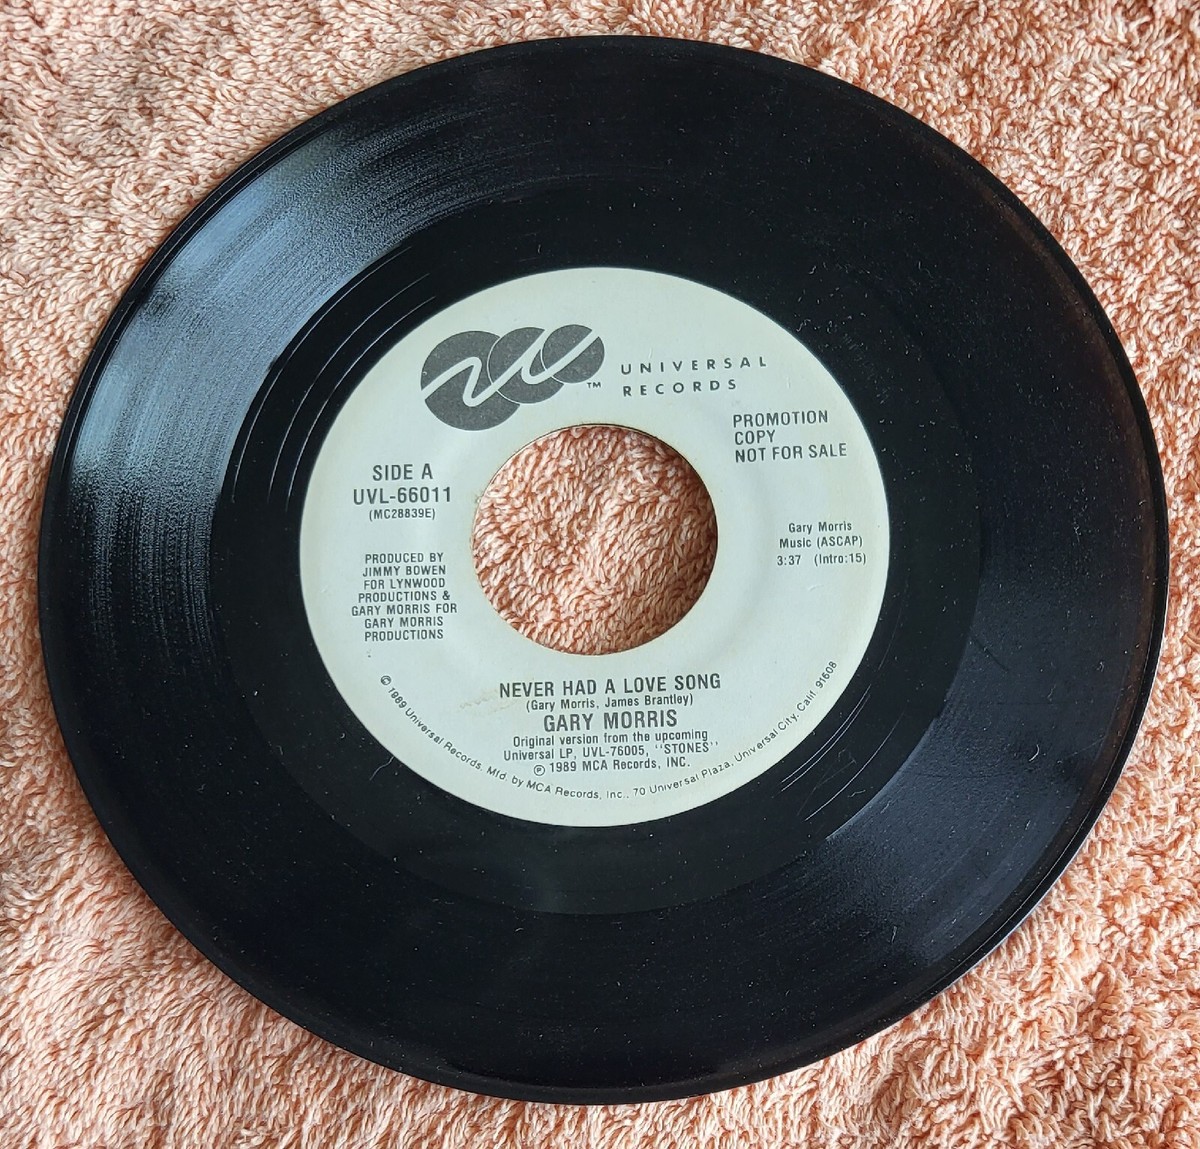 ™
UNIVERSAL
RECORDS
PROMOTION
COPY
NOT FOR SALE
SIDE A
UVL-66011
(MC28839E)
Gary Morris
Music (ASCAP)
3:37 (Intro:15)
PRODUCED BY
JIMMY BOWEN
FOR LYNWOOD
PRODUCTIONS &
GARY MORRIS FOR
GARY MORRIS
PRODUCTIONS
NEVER HAD A LOVE SONG
(Gary Morris, James Brantley)
GARY MORRIS
Original version from the upcoming
Universal LP, UVL-76005, "STONES".
℗ 1989 MCA Records, INC.
© 1989 Universal Records. Mfd. by MCA Records, Inc., 70 Universal Plaza, Universal City, Calif. 91608